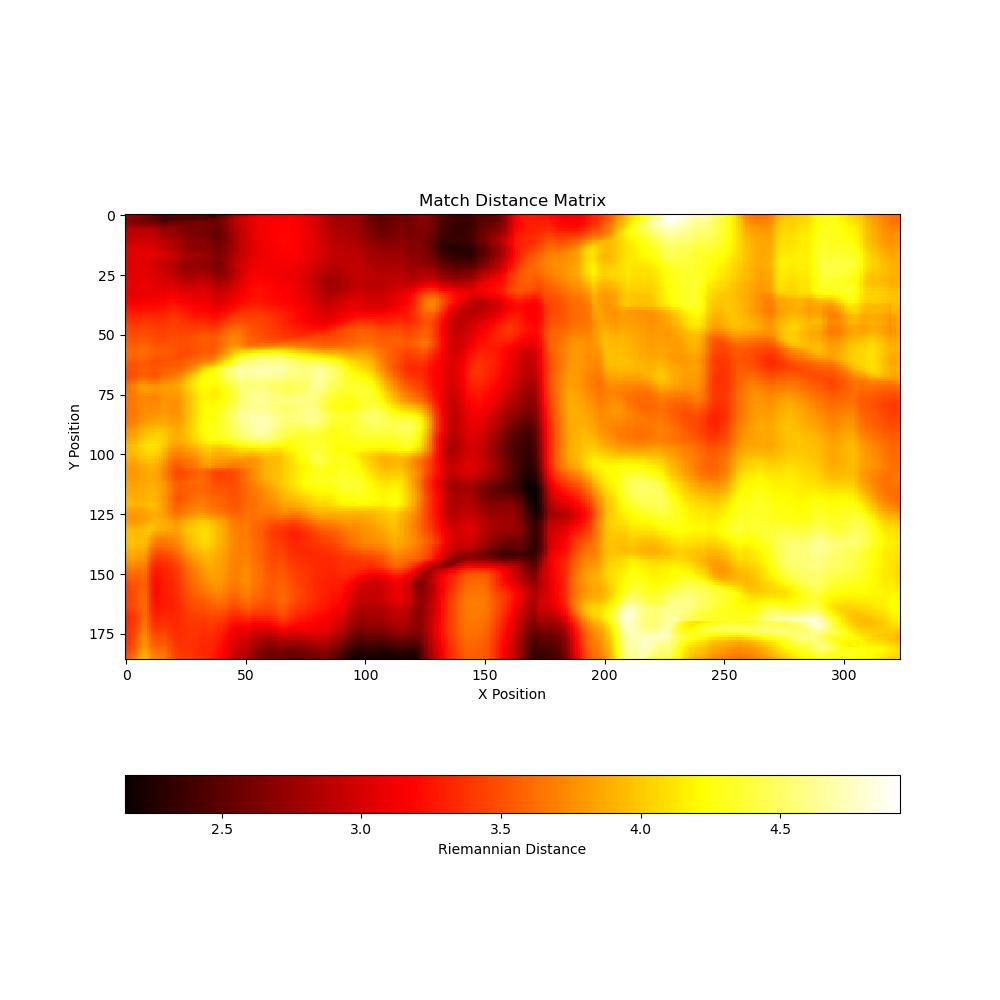 Match Distance Matrix
0
25
50
75
100
125
150
175
Y Position
0 50 100 150 200 250 300
X Position
2.5 3.0 3.5 4.0 4.5
Riemannian Distance